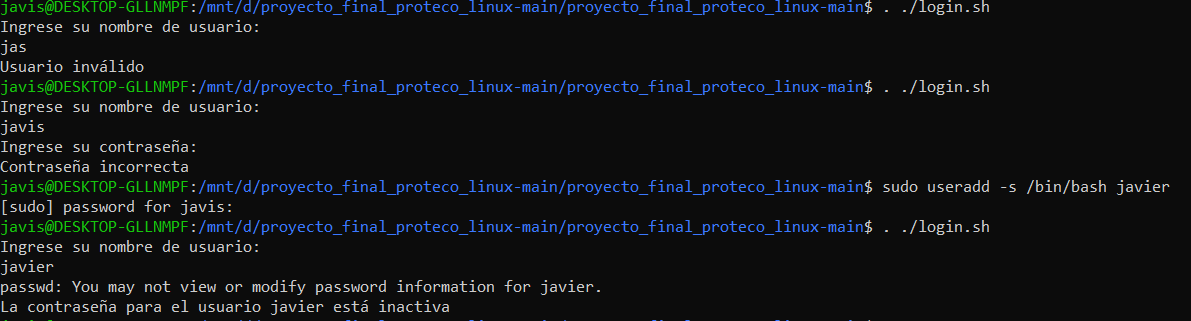 javis@DESKTOP-GLLNMPF:/mnt/d/proyecto_final_proteco_linux-main/proyecto_final_proteco_linux-main$ . ./login.sh
Ingrese su nombre de usuario:
jas
Usuario inválido
javis@DESKTOP-GLLNMPF:/mnt/d/proyecto_final_proteco_linux-main/proyecto_final_proteco_linux-main$ . ./login.sh
Ingrese su nombre de usuario:
javis
Ingrese su contraseña:
Contraseña incorrecta
javis@DESKTOP-GLLNMPF:/mnt/d/proyecto_final_proteco_linux-main/proyecto_final_proteco_linux-main$ sudo useradd -s /bin/bash javier
[sudo] password for javis:
javis@DESKTOP-GLLNMPF:/mnt/d/proyecto_final_proteco_linux-main/proyecto_final_proteco_linux-main$ . ./login.sh
Ingrese su nombre de usuario:
javier
passwd: You may not view or modify password information for javier.
La contraseña para el usuario javier está inactiva